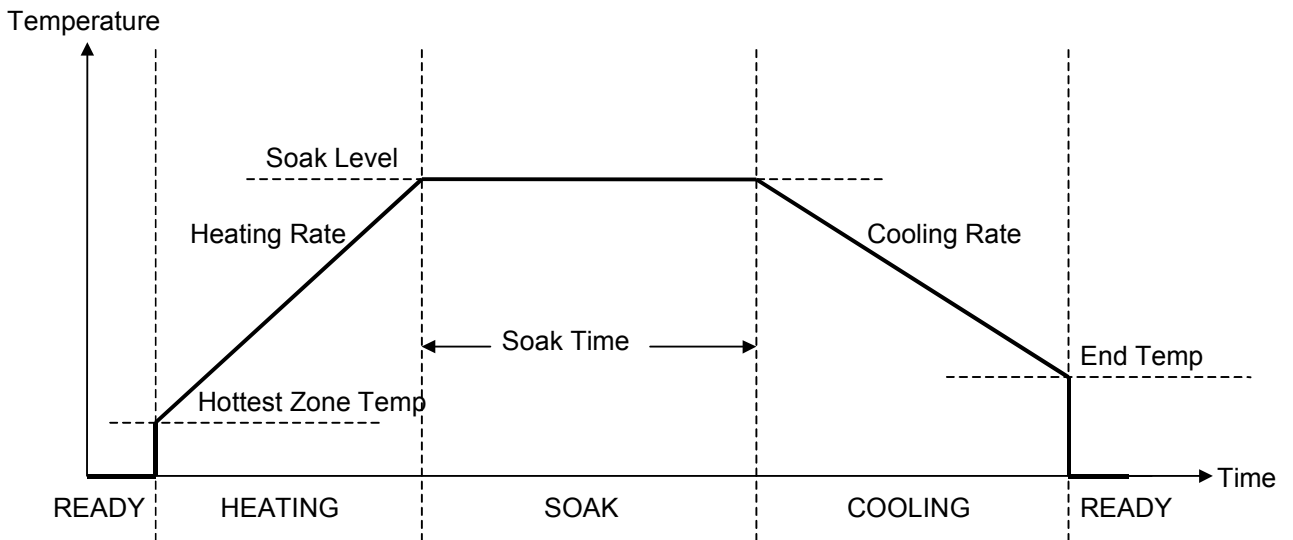 Temperature
Soak Level
Heating Rate
Cooling Rate
Soak Time
End Temp
Hottest Zone Temp
Time
READY
HEATING
SOAK
COOLING
READY